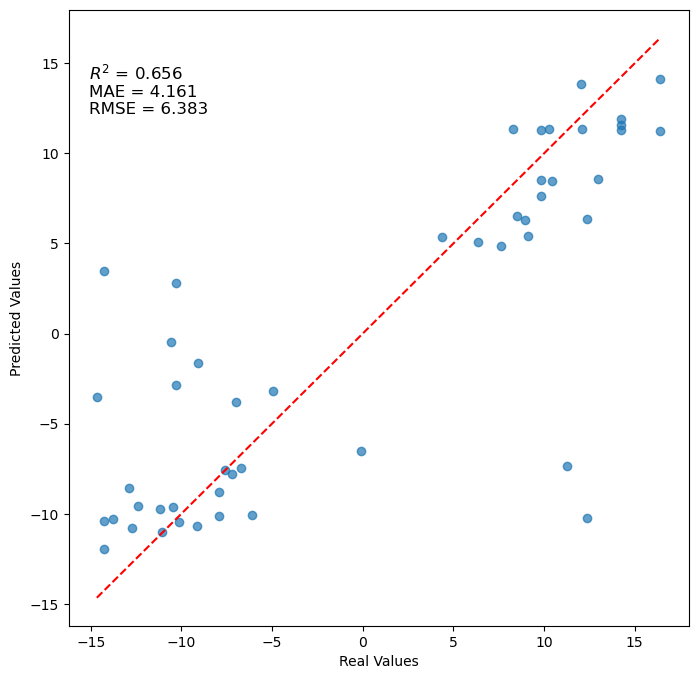 R² = 0.656
MAE = 4.161
RMSE = 6.383
15
10
5
0
−5
−10
−15
Predicted Values
−15 −10 −5 0 5 10 15
Real Values